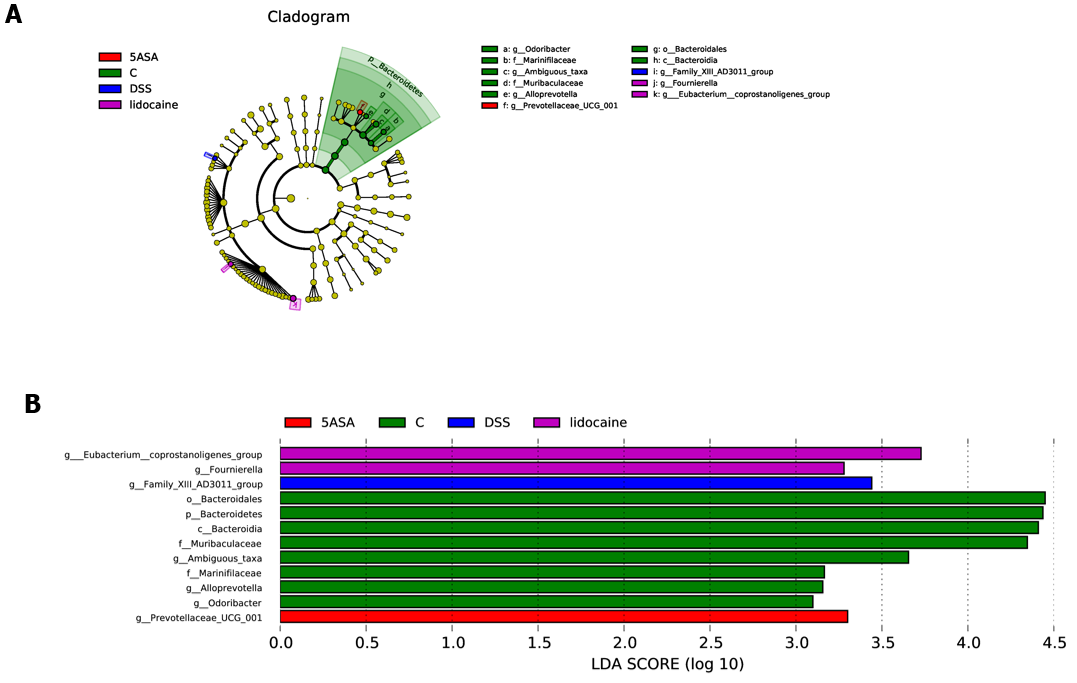 A
Cladogram
5ASA
C
DSS
lidocaine
p__Bacteroidetes
h
g
d
b
a: g__Odoribacter
b: f__Marinifilaceae
c: g__Ambiguous_taxa
d: f__Muribaculaceae
e: g__Alloprevotella
f: g__Prevotellaceae_UCG_001
g: o__Bacteroidales
h: c__Bacteroidia
i: g__Family_XIII_AD3011_group
j: g__Fournierella
k: g___Eubacterium__coprostanoligenes_group
B
5ASA C DSS lidocaine
g___Eubacterium__coprostanoligenes_group
g__Fournierella
g__Family_XIII_AD3011_group
o__Bacteroidales
p__Bacteroidetes
c__Bacteroidia
f__Muribaculaceae
g__Ambiguous_taxa
f__Marinifilaceae
g__Alloprevotella
g__Odoribacter
g__Prevotellaceae_UCG_001
0.0 0.5 1.0 1.5 2.0 2.5 3.0 3.5 4.0 4.5
LDA SCORE (log 10)